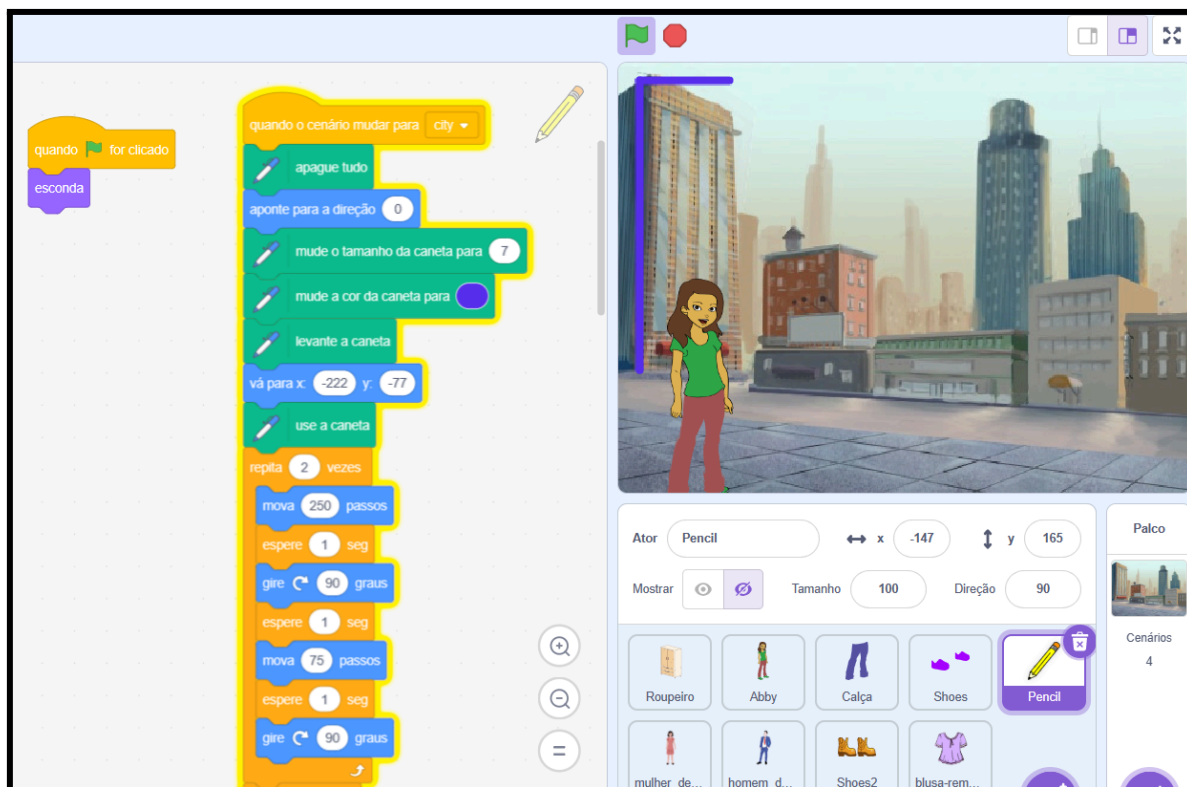 quando for clicado
esconda
quando o cenário mudar para city
apague tudo
aponte para a direção 0
mude o tamanho da caneta para 7
mude a cor da caneta para
levante a caneta
vá para x: -222 y: -77
use a caneta
repita 2 vezes
mova 250 passos
espere 1 seg
gire 90 graus
espere 1 seg
mova 75 passos
espere 1 seg
gire 90 graus
Ator Pencil x -147 y 165
Mostrar Tamanho 100 Direção 90
Roupeiro Abby Calça Shoes Pencil
mulher_de... homem_d... Shoes2 blusa-rem...
Palco
Cenários
4